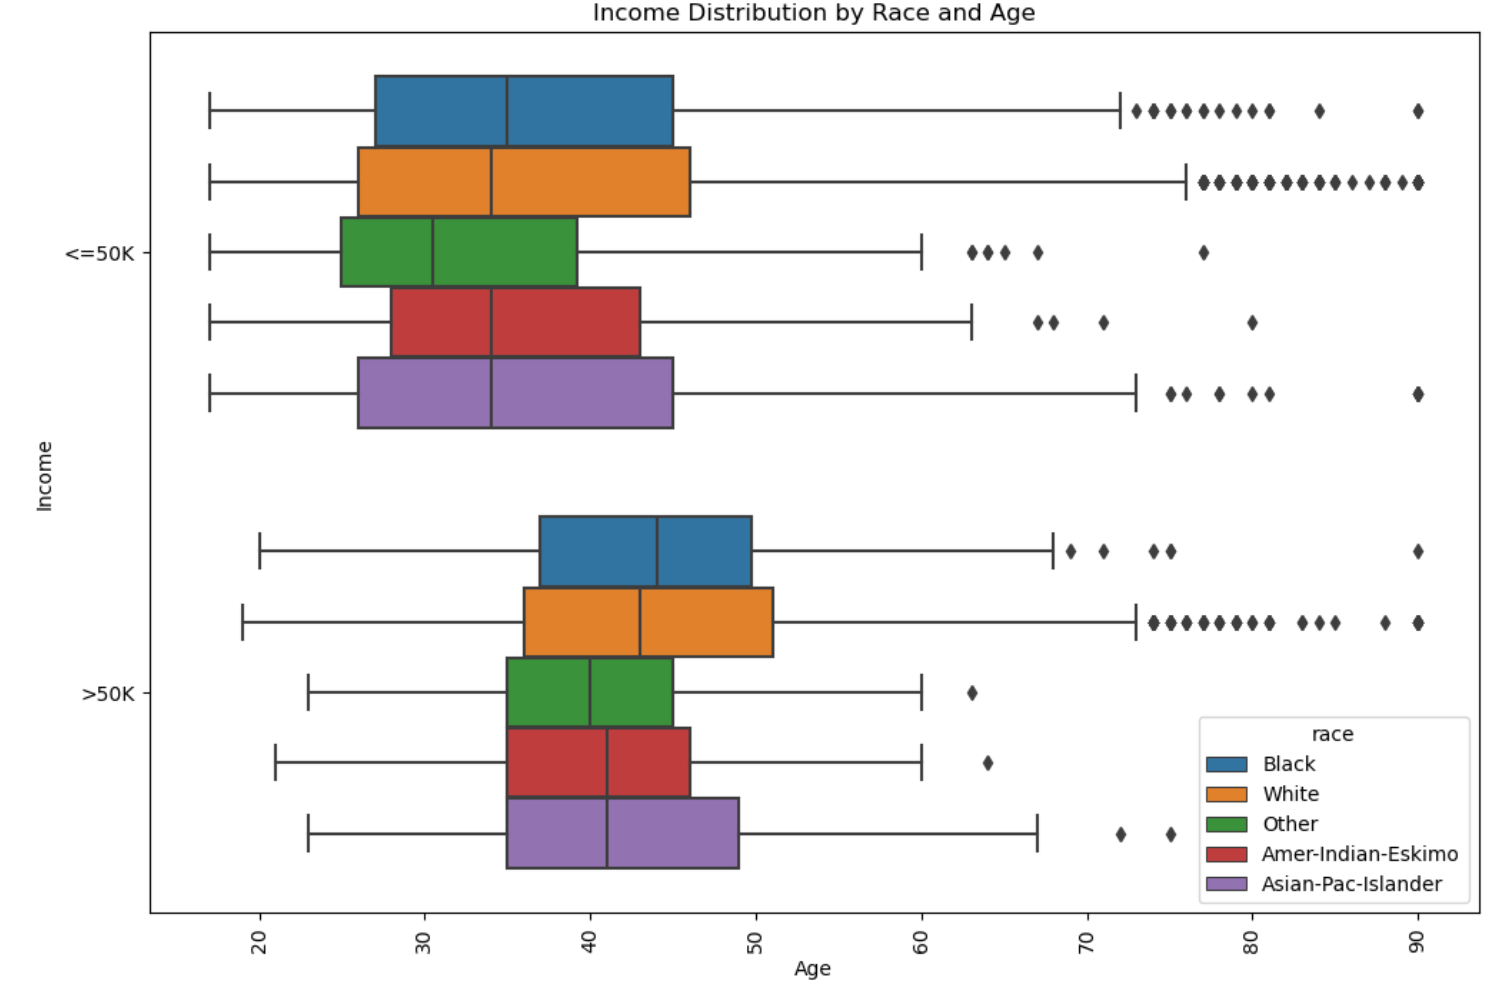 Income Distribution by Race and Age
<=50K
Income
>50K
race
Black
White
Other
Amer-Indian-Eskimo
Asian-Pac-Islander
20 30 40 50 60 70 80 90
Age